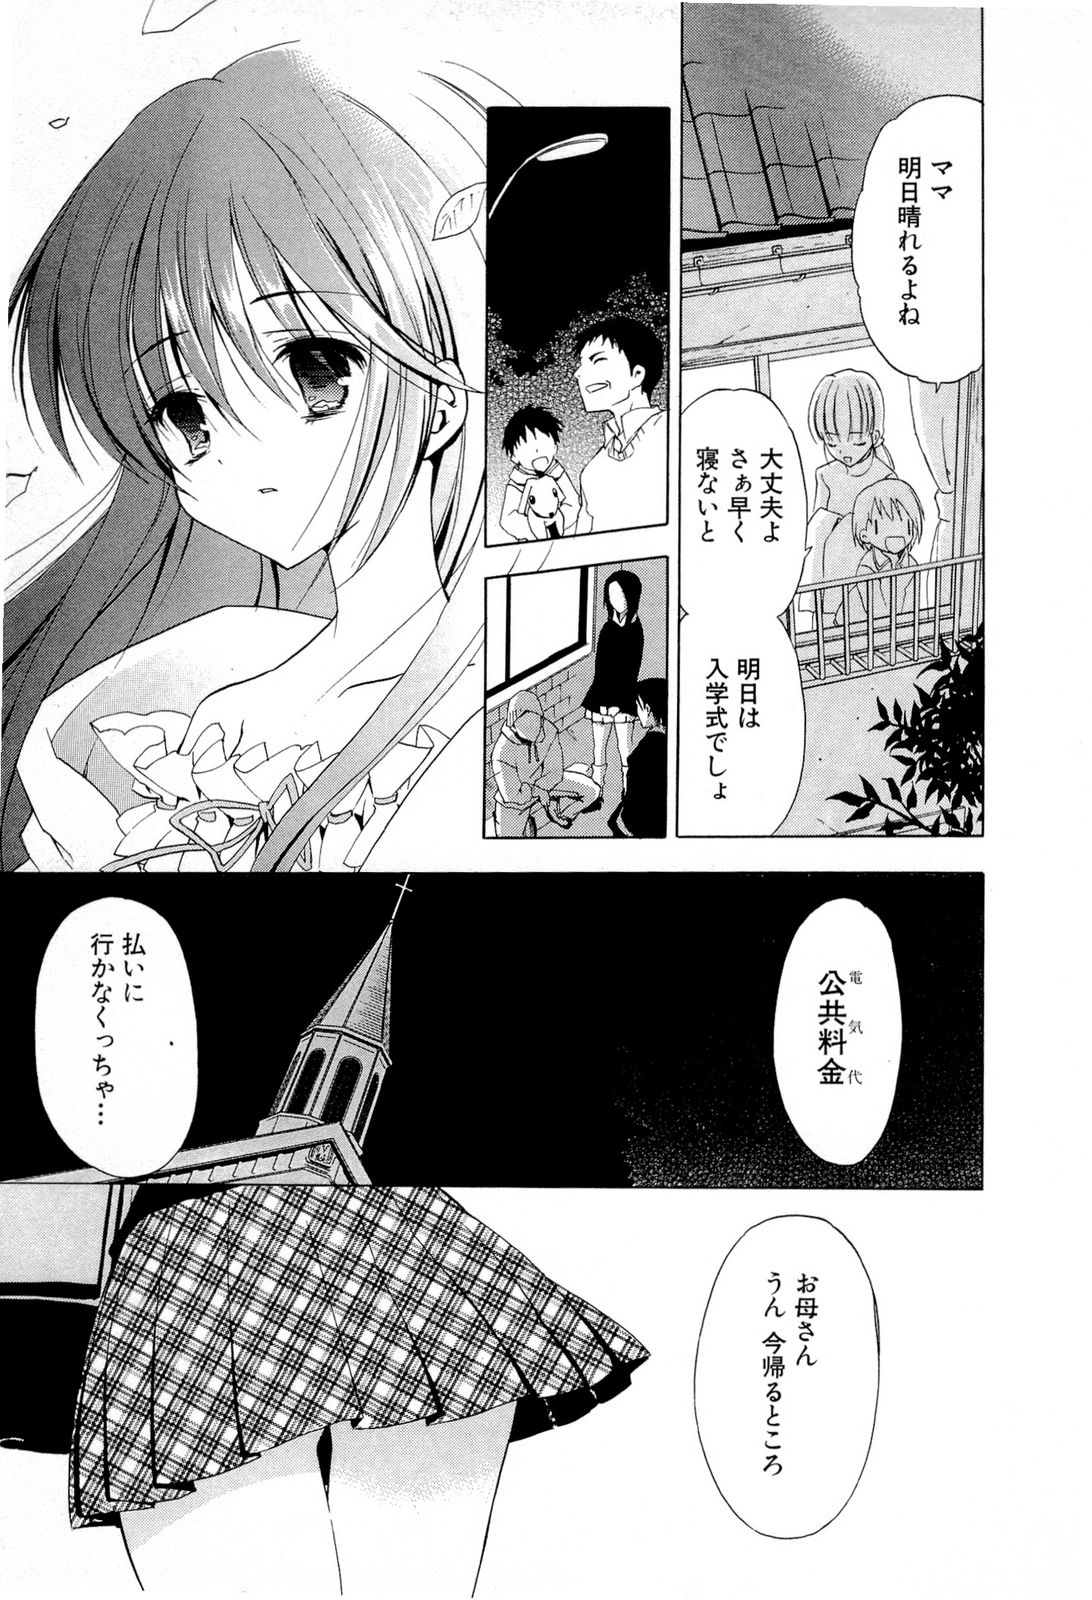 ママ
明日晴れるよね
大丈夫よ
さぁ早く
寝ないと
明日は
入学式でしょ
公共料金
電気代
払いに
行かなくっちゃ…
お母さん
うん 今帰るところ